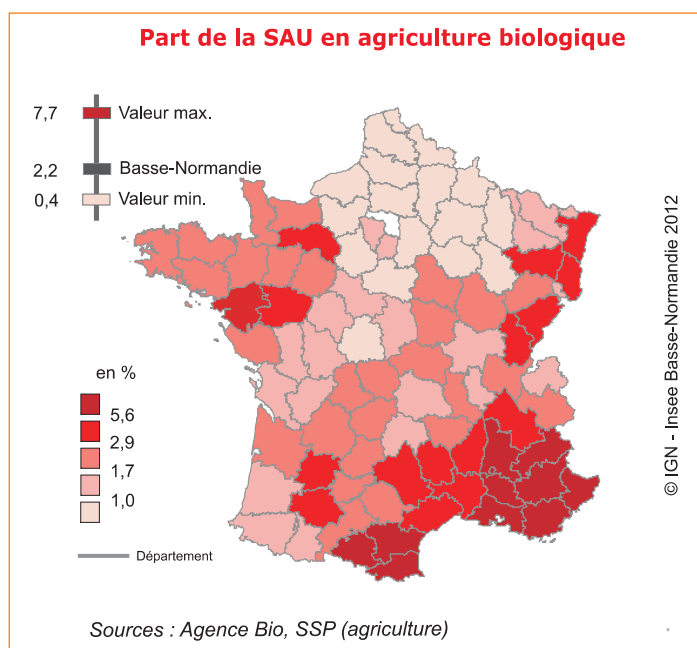 Part de la SAU en agriculture biologique
7,7 Valeur max.
2,2 Basse-Normandie
0,4 Valeur min.
© IGN - Insee Basse-Normandie 2012
en %
5,6
2,9
1,7
1,0
Département
Sources : Agence Bio, SSP (agriculture)